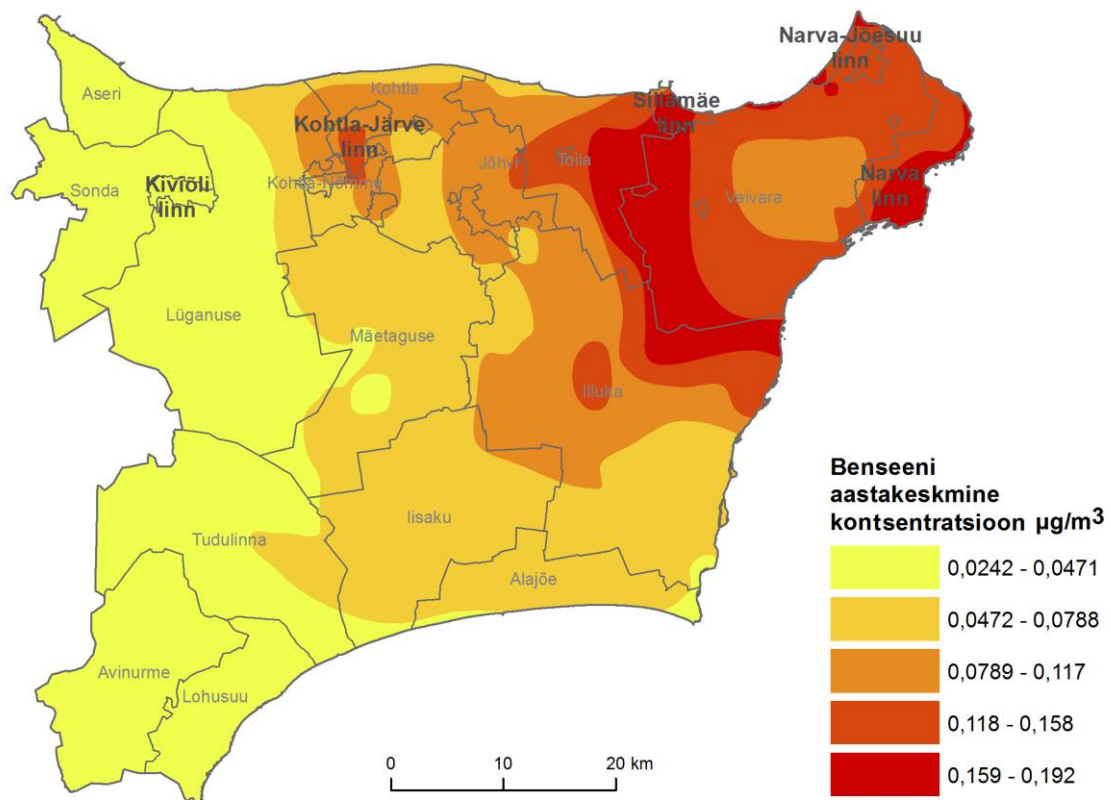 Narva-Jõesuu
linn
Aseri
Kohtla
Sillamäe
linn
Kohtla-Järve
linn
Jõhvi
Toila
Sonda
Kiviõli
linn
Kohtla-Nõmme
Vaivara
Narva
linn
Lüganuse
Mäetaguse
Illuka
Iisaku
Tudulinna
Alajõe
Avinurme
Lohusuu
Benseeni
aastakeskmine
kontsentratsioon µg/m³
0,0242 - 0,0471
0,0472 - 0,0788
0,0789 - 0,117
0,118 - 0,158
0,159 - 0,192
0 10 20 km